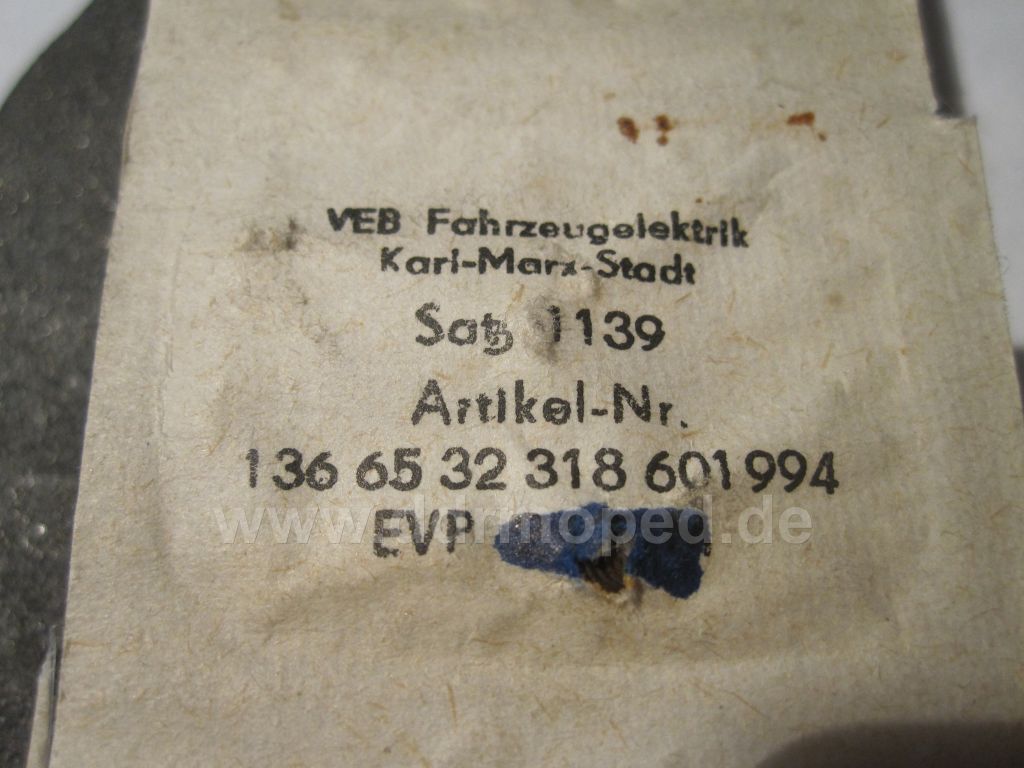 VEB Fahrzeugelektrik
Karl-Marx-Stadt
Satz 1139
Artikel-Nr.
136 65 32 318 601994
EVP
www.ddrmoped.de